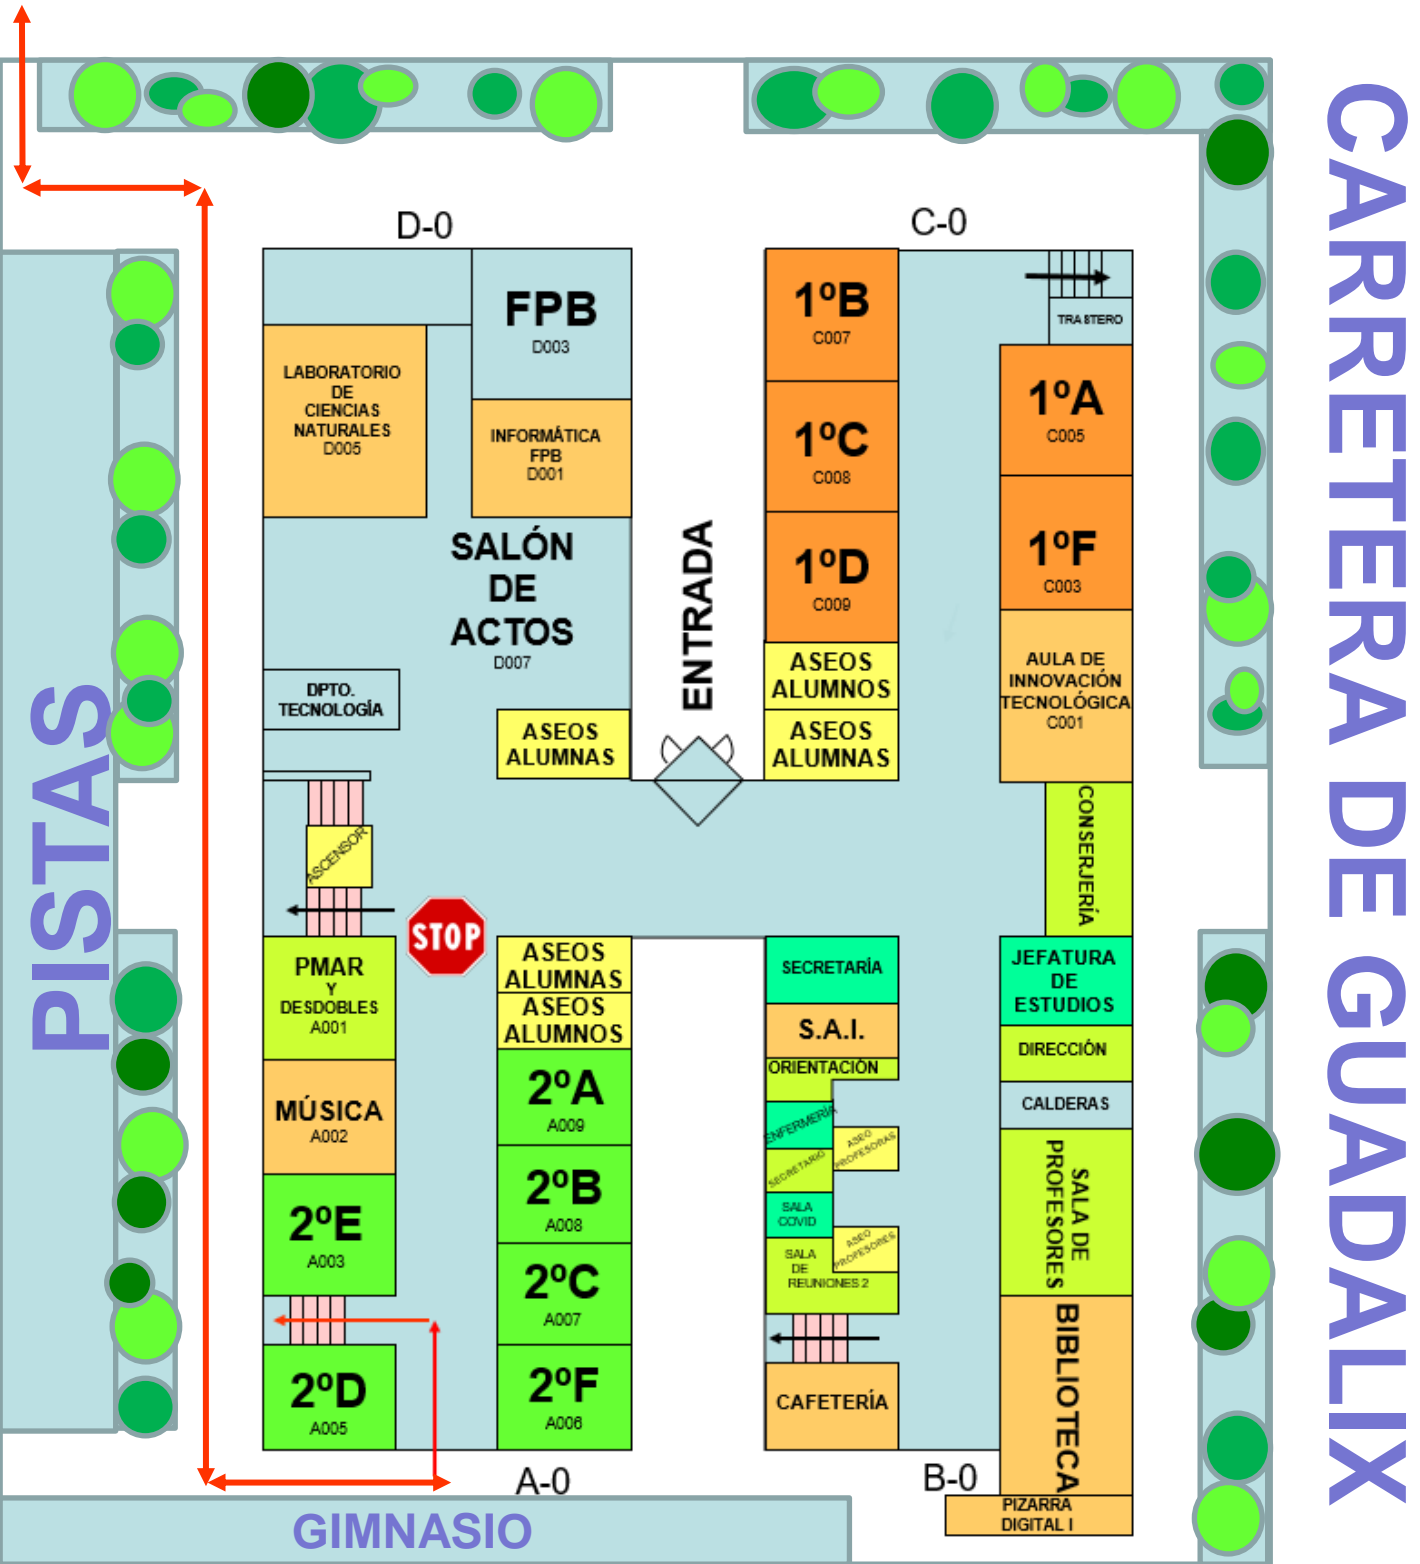 D-0
C-0
FPB
D003
LABORATORIO
DE
CIENCIAS
NATURALES
D005
INFORMÁTICA
FPB
D001
SALÓN
DE
ACTOS
D007
DPTO.
TECNOLOGÍA
ASEOS
ALUMNAS
ASCENSOR
ENTRADA
1ºB
C007
1ºC
C008
1ºD
C009
ASEOS
ALUMNOS
ASEOS
ALUMNAS
TRASTERO
1ºA
C005
1ºF
C003
AULA DE
INNOVACIÓN
TECNOLÓGICA
C001
CONSERJERÍA
STOP
PMAR
Y
DESDOBLES
A001
MÚSICA
A002
2ºE
A003
2ºD
A005
ASEOS
ALUMNAS
ASEOS
ALUMNOS
2ºA
A009
2ºB
A008
2ºC
A007
2ºF
A006
SECRETARÍA
S.A.I.
ORIENTACIÓN
ENFERMERÍA
ASEO
PROFESORAS
SECRETARIO
SALA
COVID
ASEO
PROFESORES
SALA
DE
REUNIONES 2
CAFETERÍA
JEFATURA
DE
ESTUDIOS
DIRECCIÓN
CALDERAS
SALA DE
PROFESORES
BIBLIOTECA
PIZARRA
DIGITAL I
A-0
B-0
GIMNASIO
PISTAS
CARRETERA DE GUADALIX